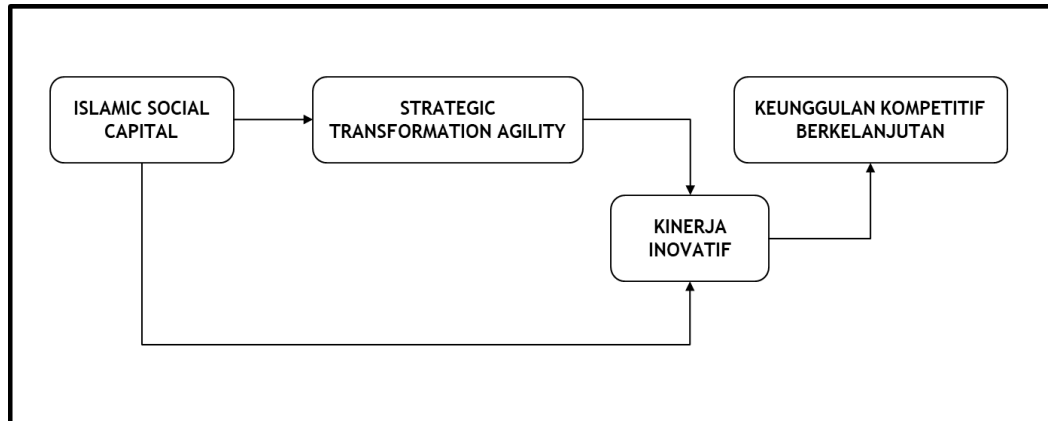 ISLAMIC SOCIAL
CAPITAL
STRATEGIC
TRANSFORMATION AGILITY
KEUNGGULAN KOMPETITIF
BERKELANJUTAN
KINERJA
INOVATIF